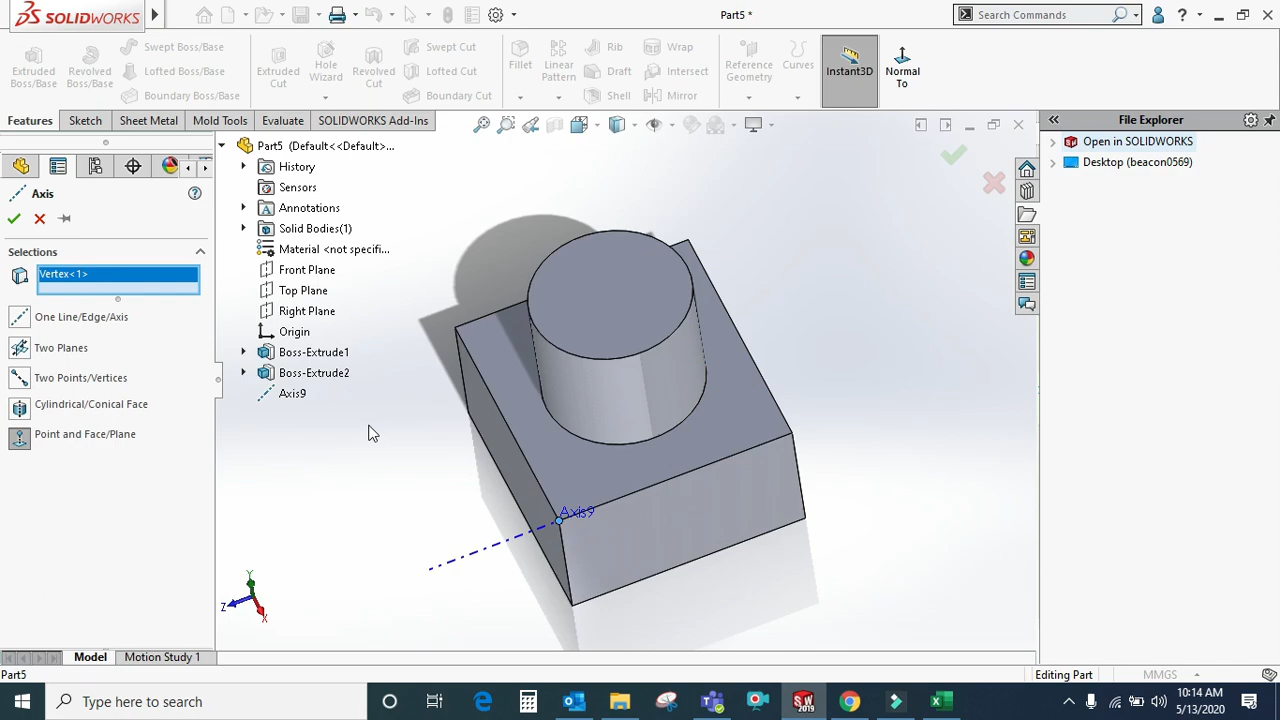 SOLIDWORKS
Part5 *
Search Commands
?
Extruded Boss/Base
Revolved Boss/Base
Swept Boss/Base
Lofted Boss/Base
Boundary Boss/Base
Extruded Cut
Hole Wizard
Revolved Cut
Swept Cut
Lofted Cut
Boundary Cut
Fillet
Linear Pattern
Rib
Draft
Shell
Wrap
Intersect
Mirror
Reference Geometry
Curves
Instant3D
Normal To
Features
Sketch
Sheet Metal
Mold Tools
Evaluate
SOLIDWORKS Add-Ins
File Explorer
Open in SOLIDWORKS
Desktop (beacon0569)
Axis
?
Selections
Vertex<1>
One Line/Edge/Axis
Two Planes
Two Points/Vertices
Cylindrical/Conical Face
Point and Face/Plane
Part5 (Default<<Default>...
History
Sensors
Annotations
Solid Bodies(1)
Material <not specifi...
Front Plane
Top Plane
Right Plane
Origin
Boss-Extrude1
Boss-Extrude2
Axis9
Axis9
Y
Z
X
Model
Motion Study 1
Part5
Editing Part
MMGS
Type here to search
10:14 AM
5/13/2020
SW
2019